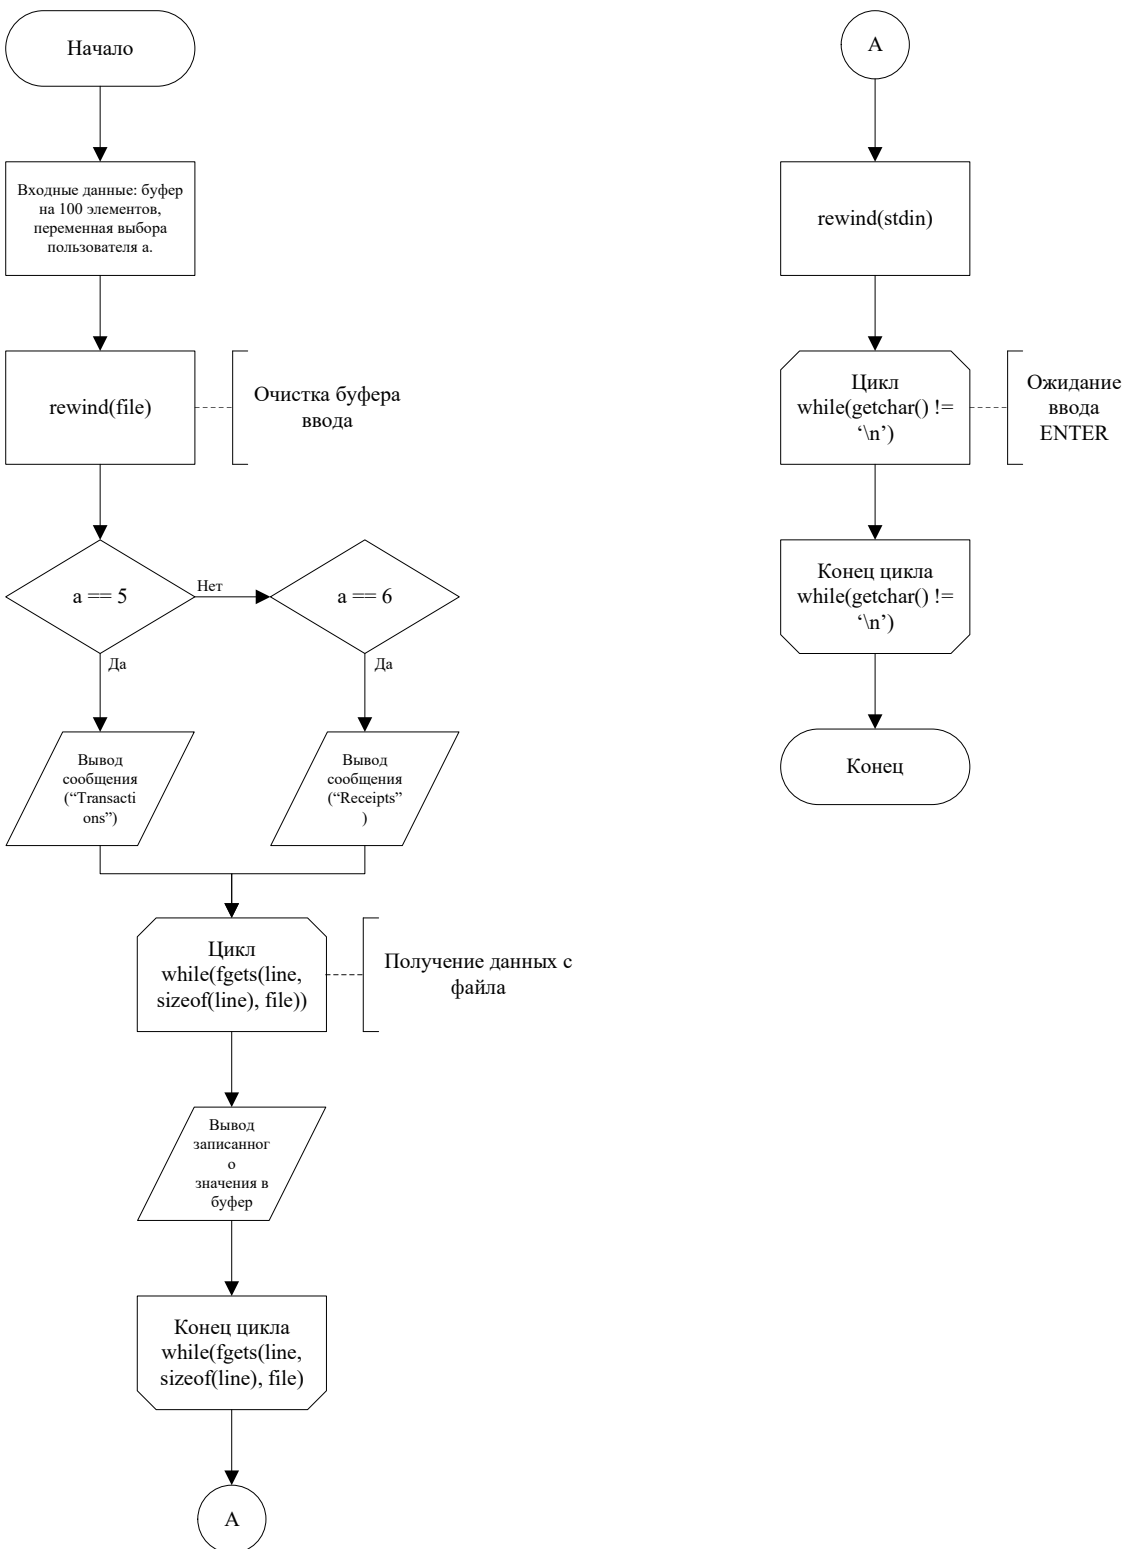 Начало
Входные данные: буфер
на 100 элементов,
переменная выбора
пользователя a.
rewind(file)
Очистка буфера
ввода
a == 5
Нет
a == 6
Да
Да
Вывод
сообщения
(“Transacti
ons”)
Вывод
сообщения
(“Receipts”
)
Цикл
while(fgets(line,
sizeof(line), file))
Получение данных с
файла
Вывод
записанног
о
значения в
буфер
Конец цикла
while(fgets(line,
sizeof(line), file)
A
A
rewind(stdin)
Цикл
while(getchar() !=
‘\n’)
Ожидание
ввода
ENTER
Конец цикла
while(getchar() !=
‘\n’)
Конец